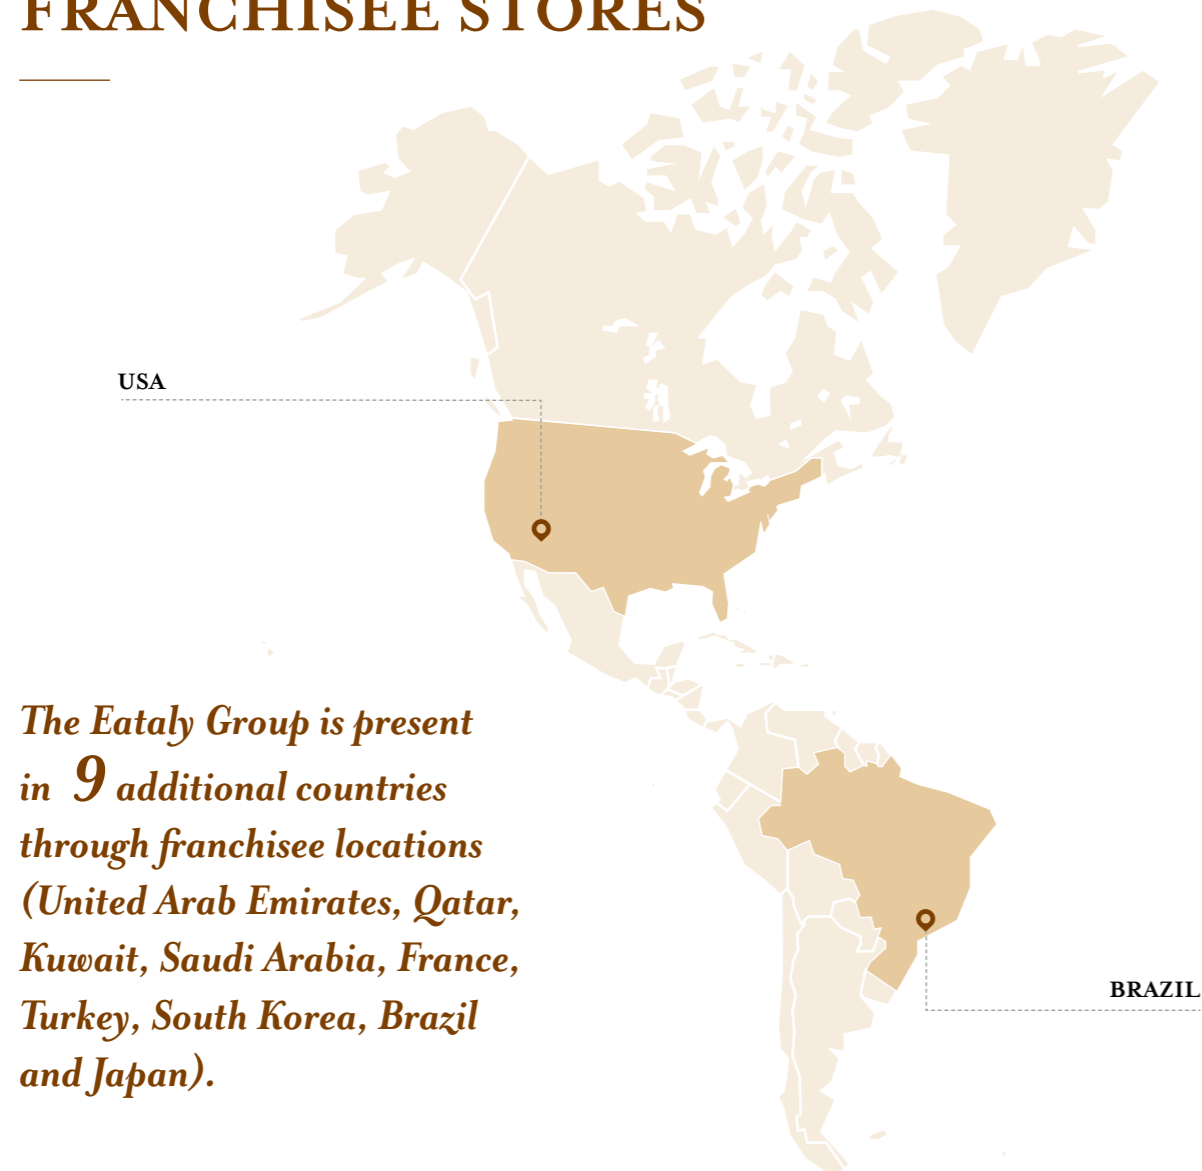 FRANCHISEE STORES
USA
The Eataly Group is present
in 9 additional countries
through franchisee locations
(United Arab Emirates, Qatar,
Kuwait, Saudi Arabia, France,
Turkey, South Korea, Brazil
and Japan).
BRAZIL